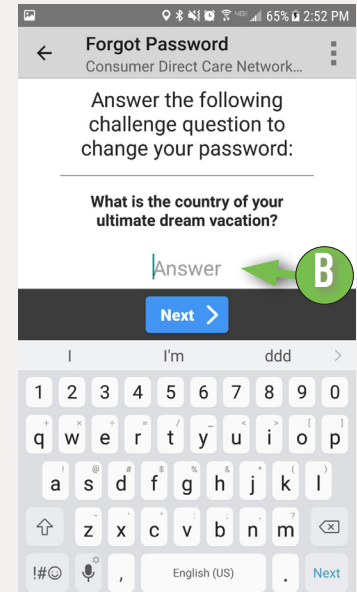 65% 2:52 PM
Forgot Password
Consumer Direct Care Network...
Answer the following
challenge question to
change your password:
What is the country of your
ultimate dream vacation?
Answer
B
Next
I I'm ddd
1 2 3 4 5 6 7 8 9 0
q w e r t y u i o p
a s d f g h j k l
z x c v b n m
!#☺ , English (US) . Next